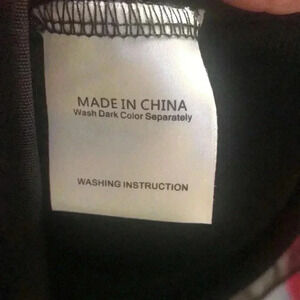 MADE IN CHINA
Wash Dark Color Separately
WASHING INSTRUCTION